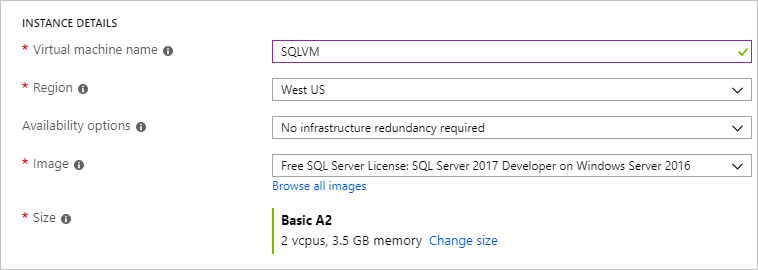 INSTANCE DETAILS
* Virtual machine name
SQLVM
* Region
West US
Availability options
No infrastructure redundancy required
* Image
Free SQL Server License: SQL Server 2017 Developer on Windows Server 2016
Browse all images
* Size
Basic A2
2 vcpus, 3.5 GB memory Change size